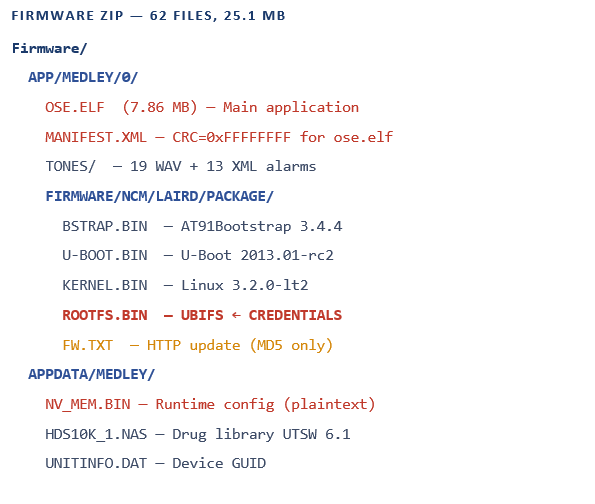 FIRMWARE ZIP — 62 FILES, 25.1 MB
Firmware/
APP/MEDLEY/0/
OSE.ELF (7.86 MB) — Main application
MANIFEST.XML — CRC=0xFFFFFFFF for ose.elf
TONES/ — 19 WAV + 13 XML alarms
FIRMWARE/NCM/LAIRD/PACKAGE/
BSTRAP.BIN — AT91Bootstrap 3.4.4
U-BOOT.BIN — U-Boot 2013.01-rc2
KERNEL.BIN — Linux 3.2.0-lt2
ROOTFS.BIN — UBIFS ← CREDENTIALS
FW.TXT — HTTP update (MD5 only)
APPDATA/MEDLEY/
NV_MEM.BIN — Runtime config (plaintext)
HDS10K_1.NAS — Drug library UTSW 6.1
UNITINFO.DAT — Device GUID